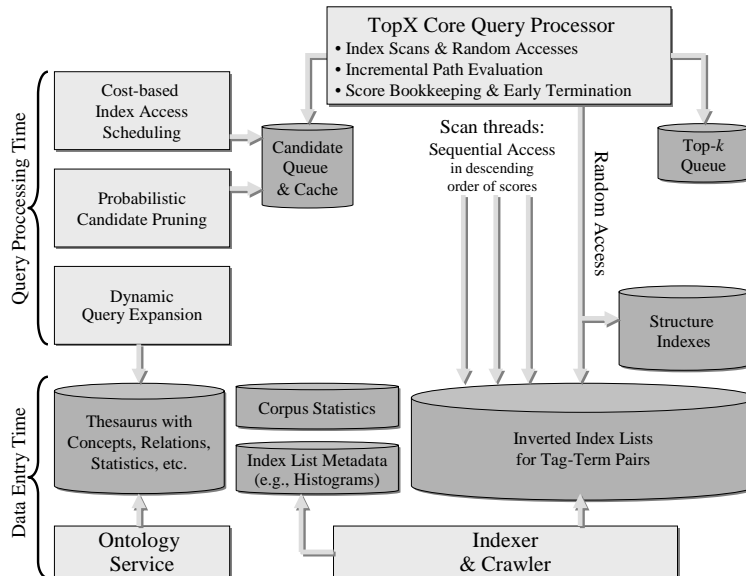 TopX Core Query Processor
• Index Scans & Random Accesses
• Incremental Path Evaluation
• Score Bookkeeping & Early Termination
Query Proccessing Time
Cost-based
Index Access
Scheduling
Candidate
Queue
& Cache
Scan threads:
Sequential Access
in descending
order of scores
Random Access
Top-k
Queue
Probabilistic
Candidate Pruning
Dynamic
Query Expansion
Structure
Indexes
Data Entry Time
Thesaurus with
Concepts, Relations,
Statistics, etc.
Corpus Statistics
Index List Metadata
(e.g., Histograms)
Inverted Index Lists
for Tag-Term Pairs
Ontology
Service
Indexer
& Crawler